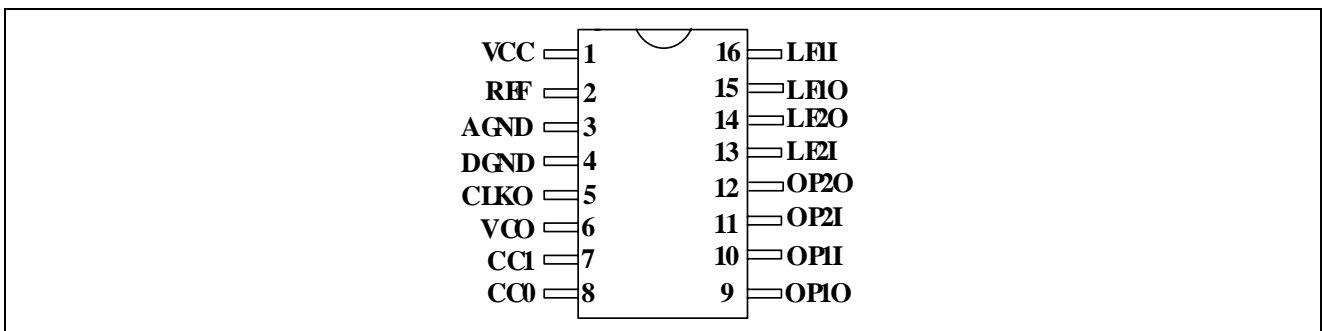 VCC 1 16 LF1I
REF 2 15 LF1O
AGND 3 14 LF2O
DGND 4 13 LF2I
CLKO 5 12 OP2O
VCO 6 11 OP2I
CC1 7 10 OP1I
CC0 8 9 OP1O